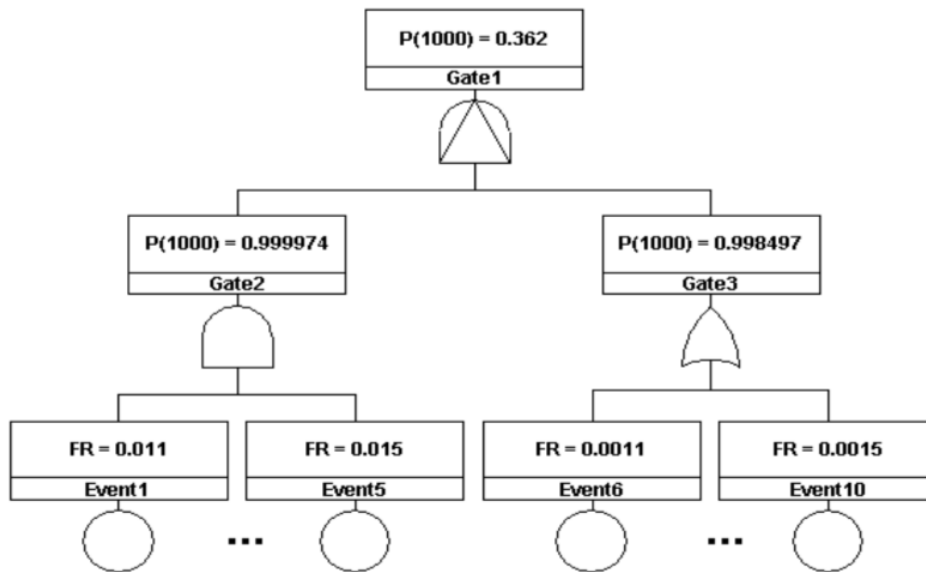 P(1000) = 0.362
Gate1
P(1000) = 0.999974
Gate2
P(1000) = 0.998497
Gate3
FR = 0.011
Event1
FR = 0.015
Event5
FR = 0.0011
Event6
FR = 0.0015
Event10
...
...